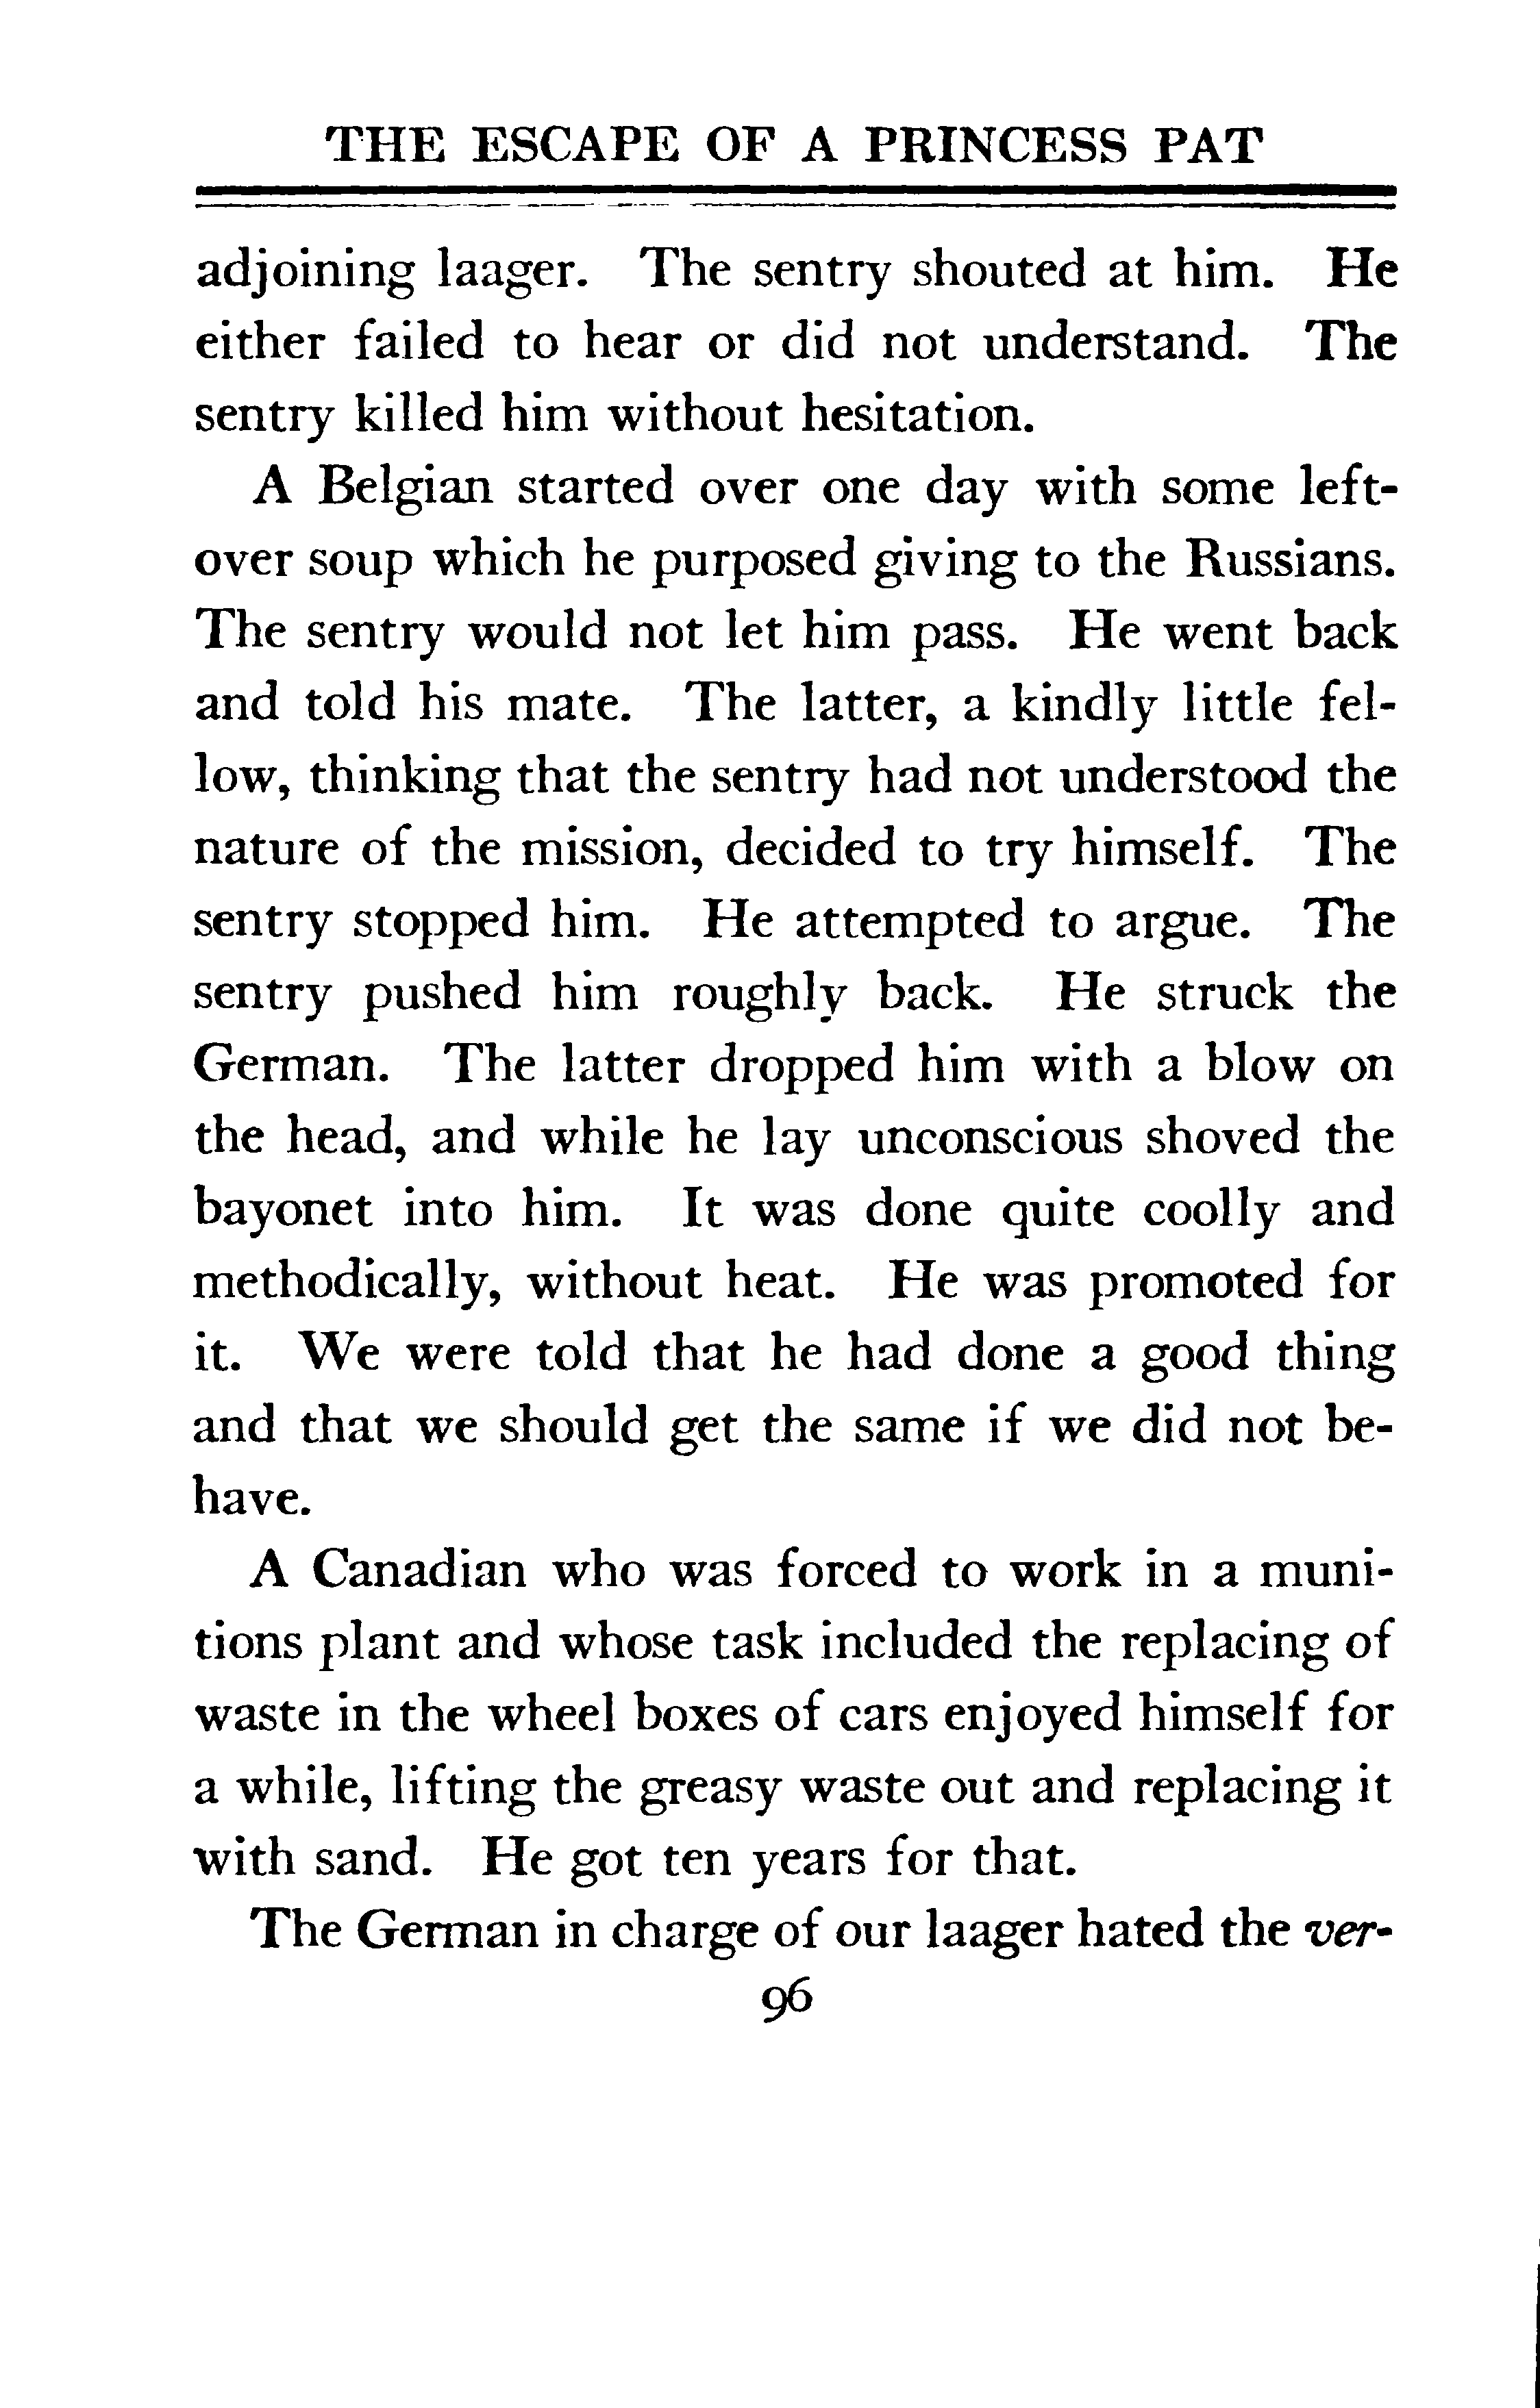 THE ESCAPE OF A PRINCESS PAT
adjoining laager. The sentry shouted at him. He
either failed to hear or did not understand. The
sentry killed him without hesitation.
A Belgian started over one day with some left-
over soup which he purposed giving to the Russians.
The sentry would not let him pass. He went back
and told his mate. The latter, a kindly little fel-
low, thinking that the sentry had not understood the
nature of the mission, decided to try himself. The
sentry stopped him. He attempted to argue. The
sentry pushed him roughly back. He struck the
German. The latter dropped him with a blow on
the head, and while he lay unconscious shoved the
bayonet into him. It was done quite coolly and
methodically, without heat. He was promoted for
it. We were told that he had done a good thing
and that we should get the same if we did not be-
have.
A Canadian who was forced to work in a muni-
tions plant and whose task included the replacing of
waste in the wheel boxes of cars enjoyed himself for
a while, lifting the greasy waste out and replacing it
with sand. He got ten years for that.
The German in charge of our laager hated the ver-
96